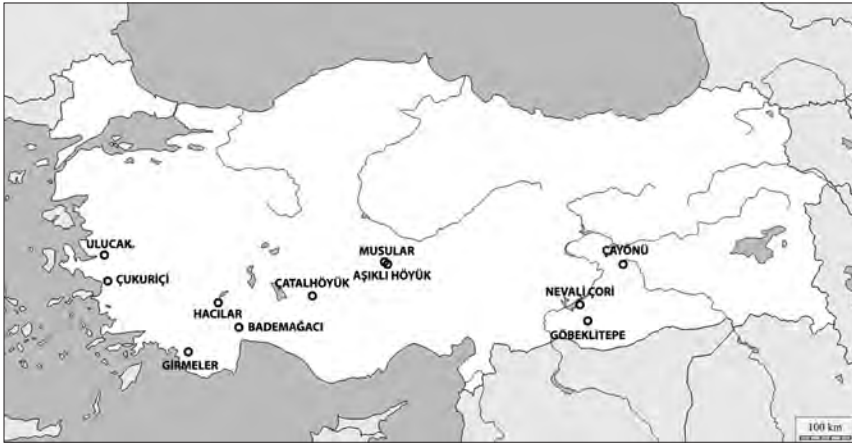 ULUCAK
ÇUKURİÇİ
HACILAR
BADEMAĞACI
GİRMELER
ÇATALHÖYÜK
MUSULAR
AŞIKLI HÖYÜK
ÇAYÖNÜ
NEVALİ ÇORİ
GÖBEKLİTEPE
100 km